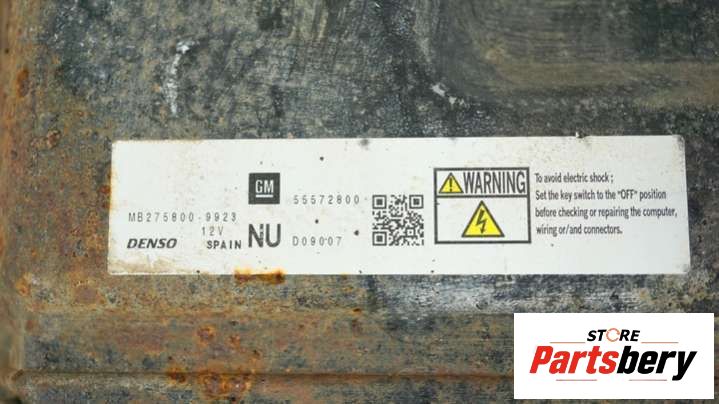 GM
55572800
MB275800-9923
12V
DENSO
SPAIN
NU
D09007
WARNING
To avoid electric shock ;
Set the key switch to the "OFF" position
before checking or repairing the computer,
wiring or/and connectors.
STORE
Partsbery